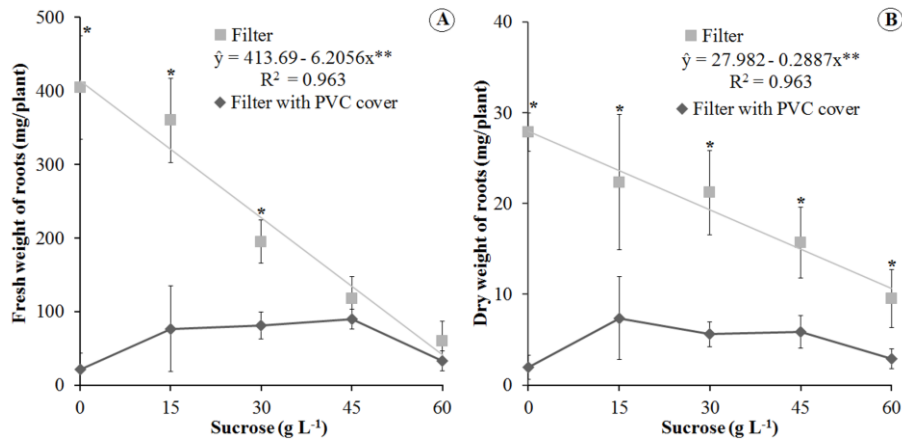 A
500
400
300
200
100
0
Fresh weight of roots (mg/plant)
*
*
*
Filter
ŷ = 413.69 - 6.2056x**
R² = 0.963
Filter with PVC cover
0 15 30 45 60
Sucrose (g L⁻¹)
B
40
30
20
10
0
Dry weight of roots (mg/plant)
*
*
*
*
*
Filter
ŷ = 27.982 - 0.2887x**
R² = 0.963
Filter with PVC cover
0 15 30 45 60
Sucrose (g L⁻¹)